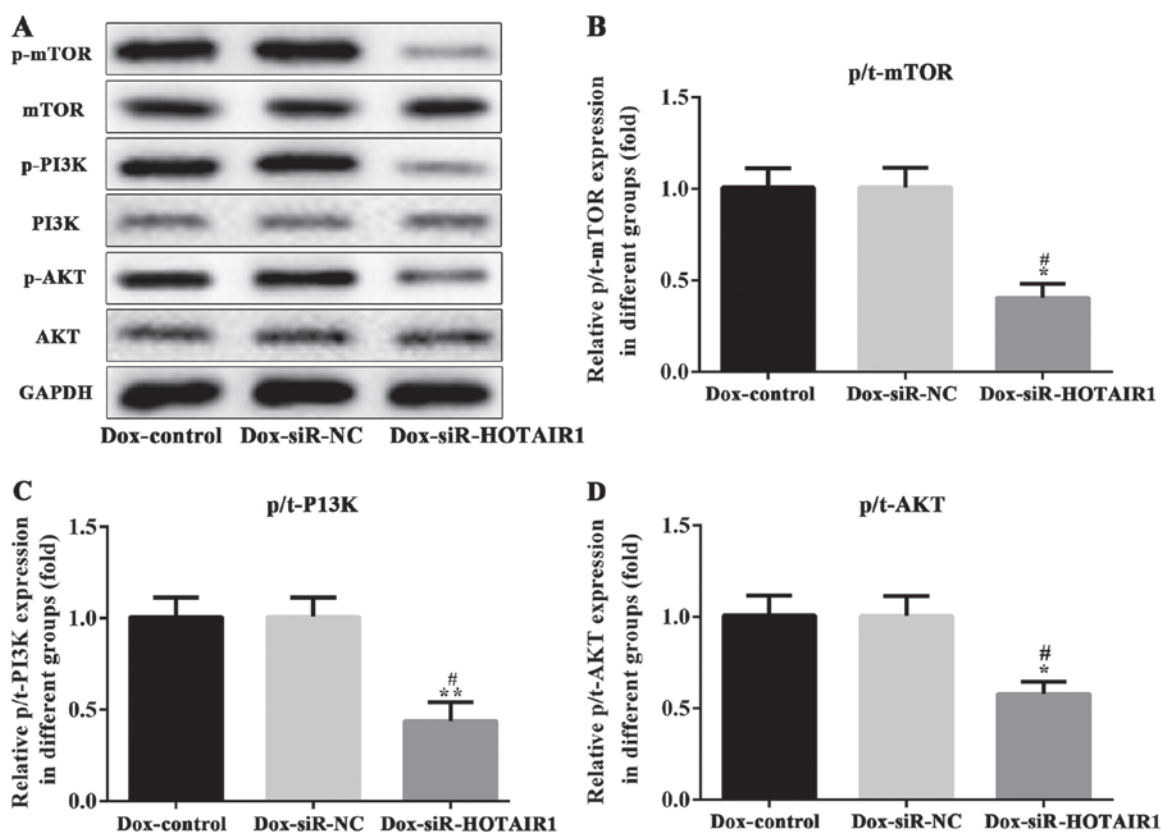 A
p-mTOR
mTOR
p-PI3K
PI3K
p-AKT
AKT
GAPDH
Dox-control Dox-siR-NC Dox-siR-HOTAIR1
B
p/t-mTOR
Relative p/t-mTOR expression
in different groups (fold)
1.5
1.0
0.5
0.0
#
*
Dox-control Dox-siR-NC Dox-siR-HOTAIR1
C
p/t-P13K
Relative p/t-PI3K expression
in different groups (fold)
1.5
1.0
0.5
0.0
#
**
Dox-control Dox-siR-NC Dox-siR-HOTAIR1
D
p/t-AKT
Relative p/t-AKT expression
in different groups (fold)
1.5
1.0
0.5
0.0
#
*
Dox-control Dox-siR-NC Dox-siR-HOTAIR1